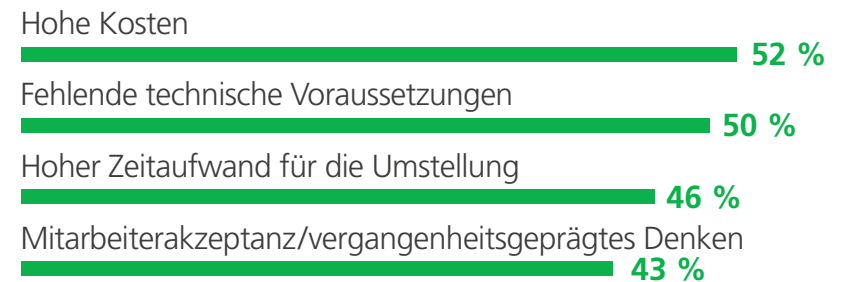 Hohe Kosten
52 %
Fehlende technische Voraussetzungen
50 %
Hoher Zeitaufwand für die Umstellung
46 %
Mitarbeiterakzeptanz/vergangenheitsgeprägtes Denken
43 %